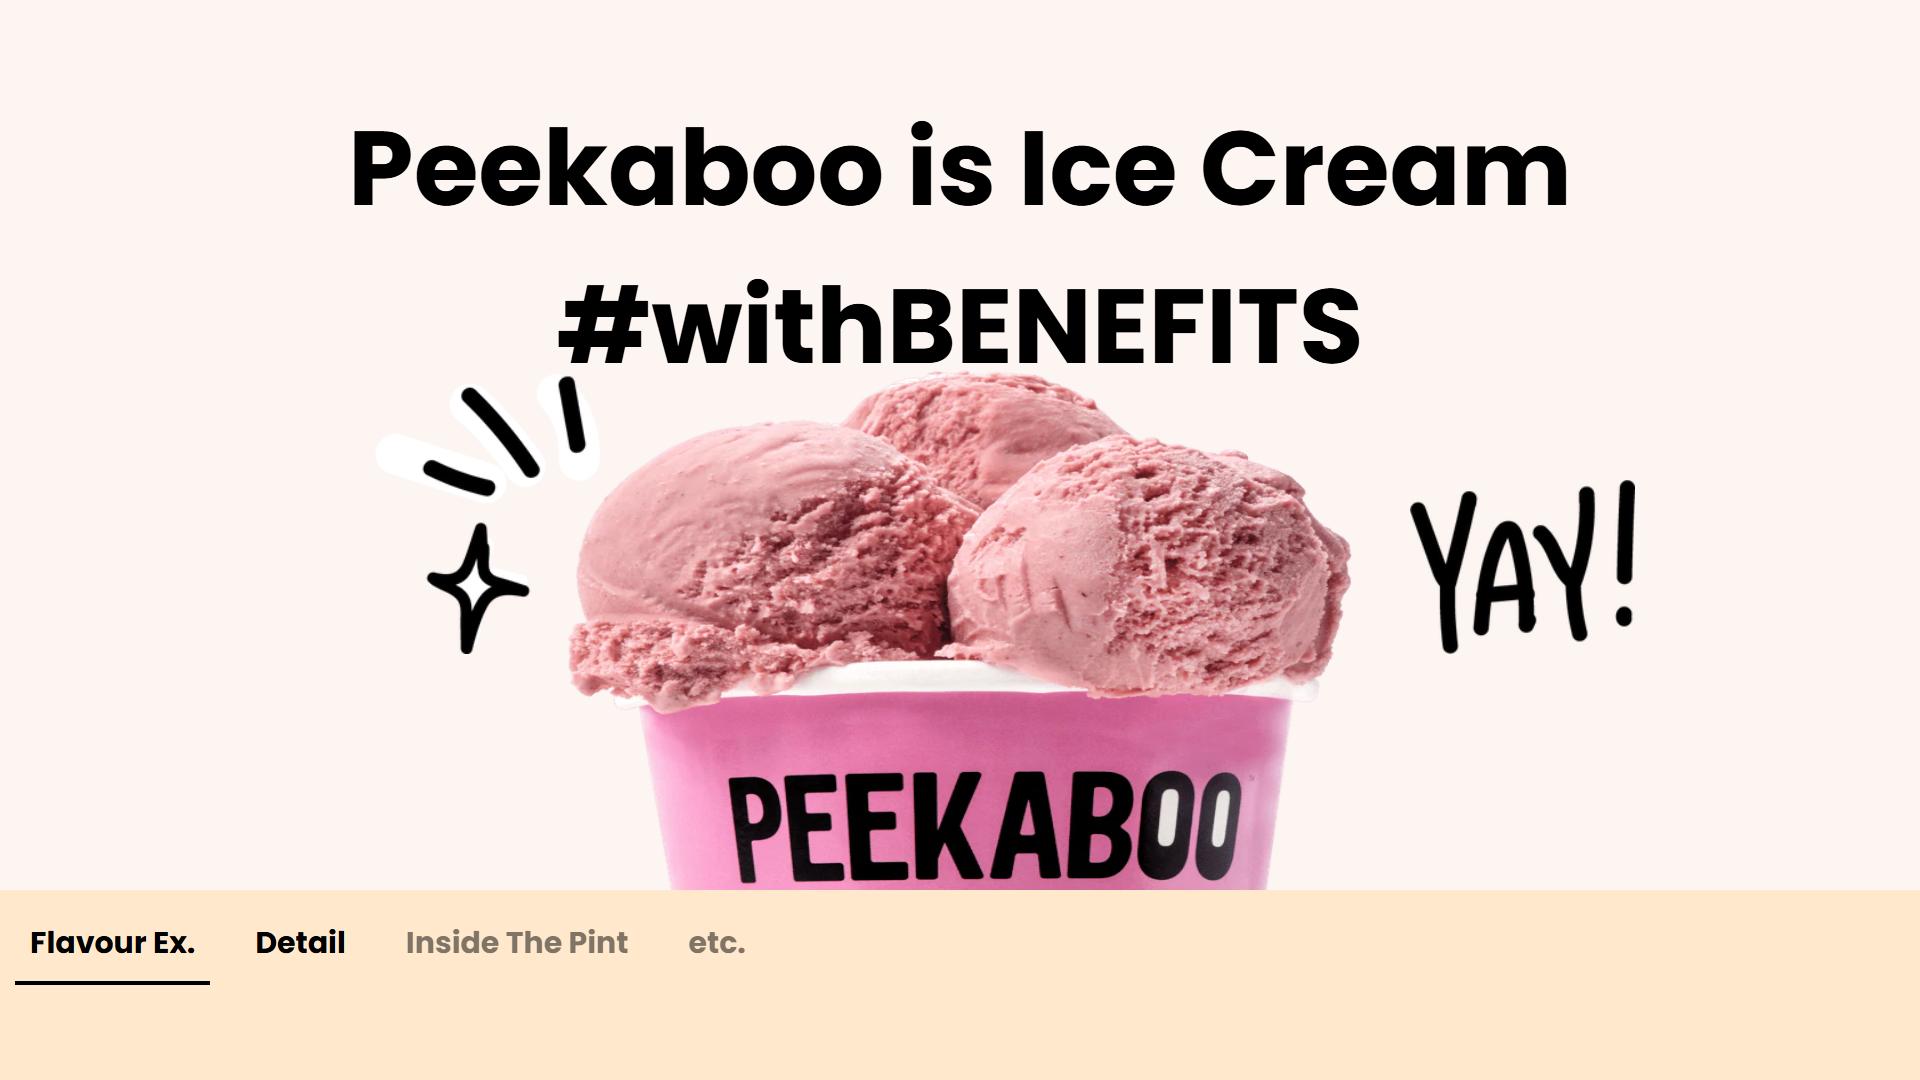 Peekaboo is Ice Cream
#withBENEFITS
YAY!
PEEKABOO
Flavour Ex.
Detail
Inside The Pint
etc.